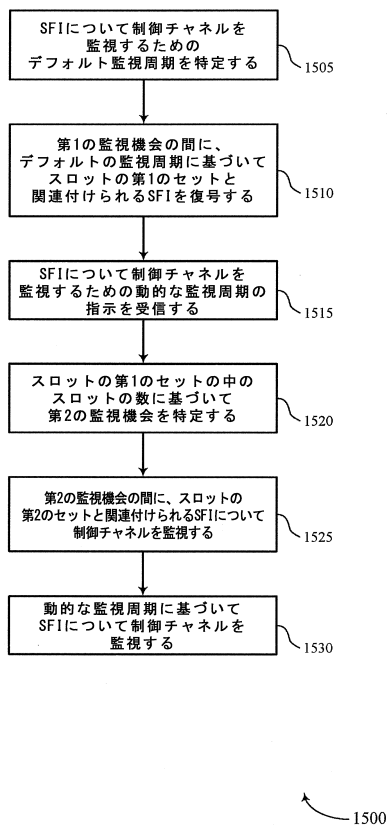 SFIについて制御チャネルを
監視するための
デフォルト監視周期を特定する
1505
第1の監視機会の間に、
デフォルトの監視周期に基づいて
スロットの第1のセットと
関連付けられるSFIを復号する
1510
SFIについて制御チャネルを
監視するための動的な監視周期の
指示を受信する
1515
スロットの第1のセットの中の
スロットの数に基づいて
第2の監視機会を特定する
1520
第2の監視機会の間に、スロットの
第2のセットと関連付けられるSFIについて
制御チャネルを監視する
1525
動的な監視周期に基づいて
SFIについて制御チャネルを
監視する
1530
1500